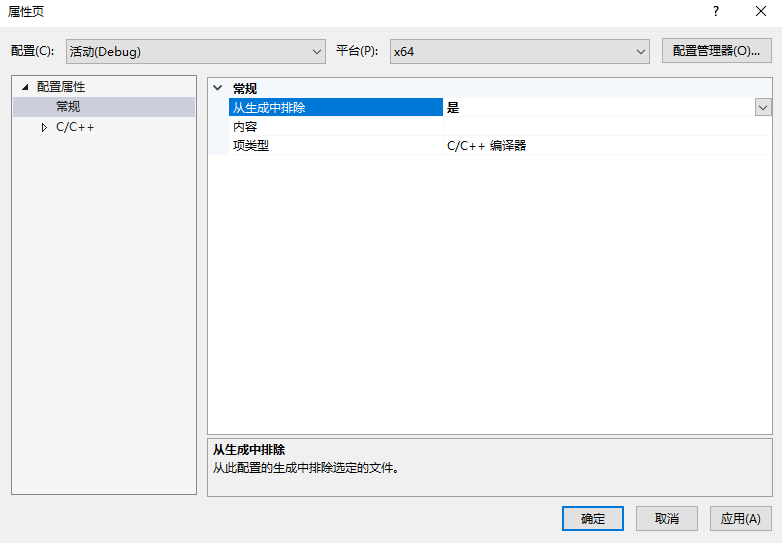 属性页
配置(C): 活动(Debug) 平台(P): x64 配置管理器(O)...
配置属性
常规
C/C++
常规
从生成中排除 是
内容
项类型 C/C++ 编译器
从生成中排除
从此配置的生成中排除选定的文件。
确定 取消 应用(A)